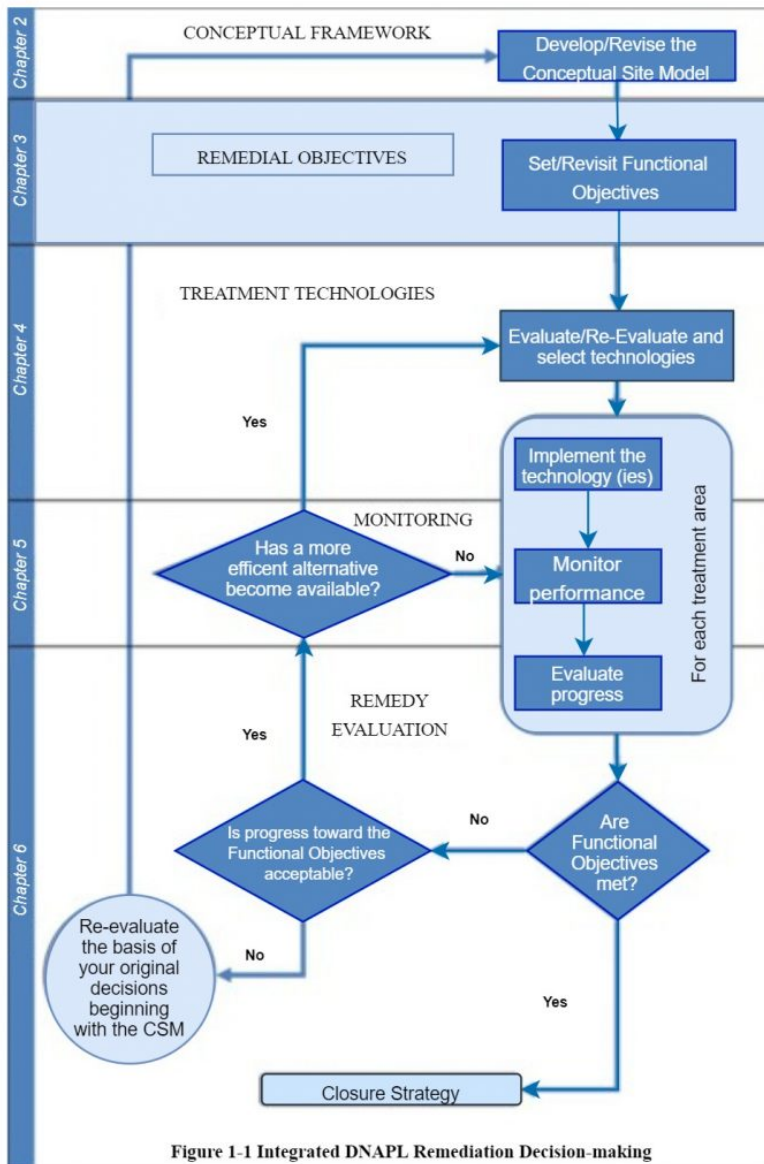 Chapter 2
CONCEPTUAL FRAMEWORK
Develop/Revise the
Conceptual Site Model
Chapter 3
REMEDIAL OBJECTIVES
Set/Revisit Functional
Objectives
Chapter 4
TREATMENT TECHNOLOGIES
Evaluate/Re-Evaluate and
select technologies
Yes
Implement the
technology (ies)
For each treatment area
Chapter 5
MONITORING
Has a more
efficent alternative
become available?
No
Monitor
performance
Evaluate
progress
Chapter 6
REMEDY
EVALUATION
Yes
Is progress toward the
Functional Objectives
acceptable?
No
Are
Functional
Objectives
met?
Re-evaluate
the basis of
your original
decisions
beginning
with the CSM
No
Yes
Closure Strategy
Figure 1-1 Integrated DNAPL Remediation Decision-making